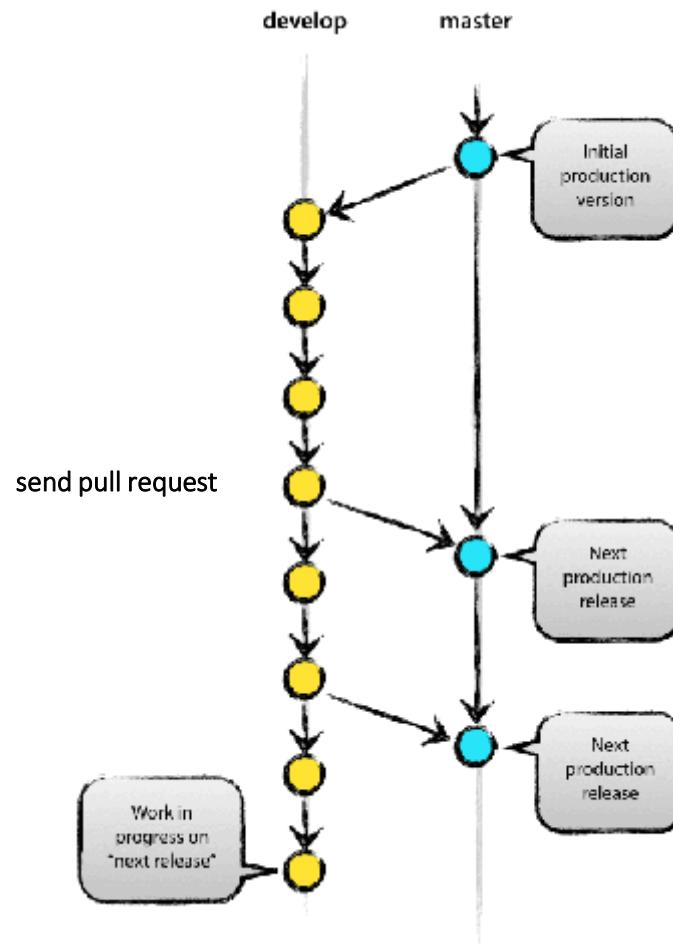 develop
master
Initial
production
version
send pull request
Next
production
release
Next
production
release
Work in
progress on
"next release"